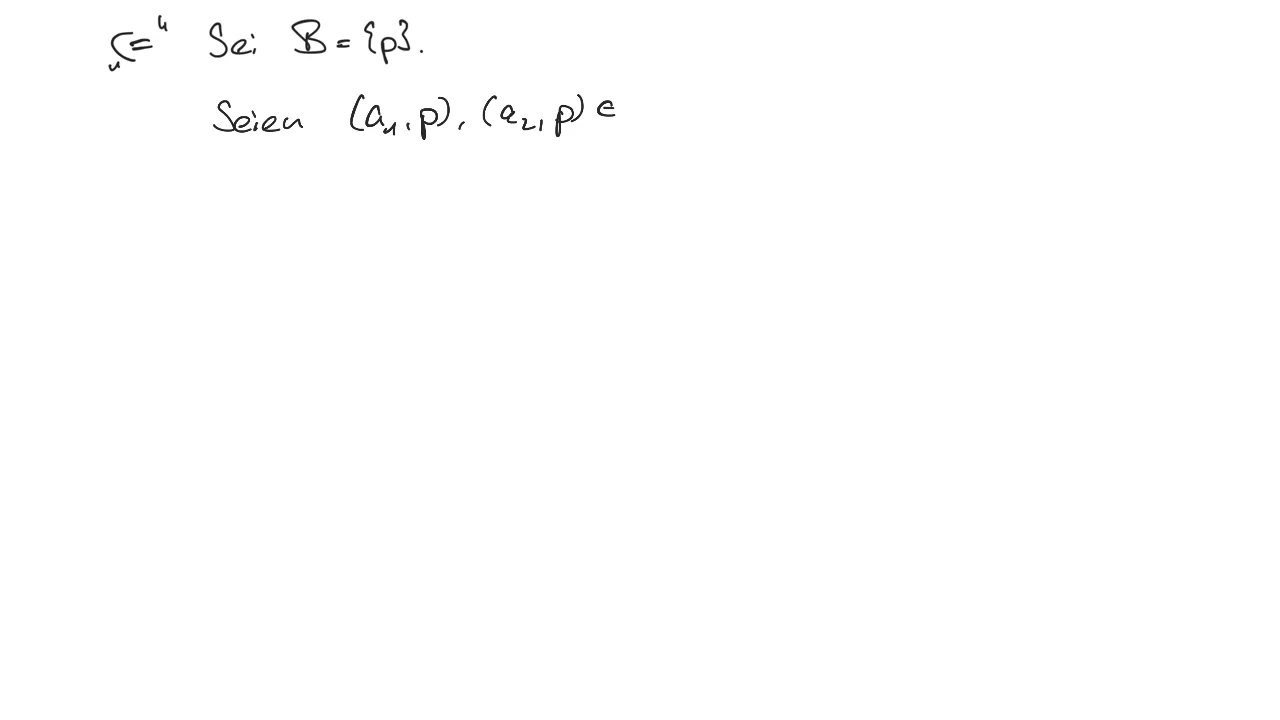 „⇐“ Sei B = {p}.
Seien (a₁, p), (a₂, p) ∈